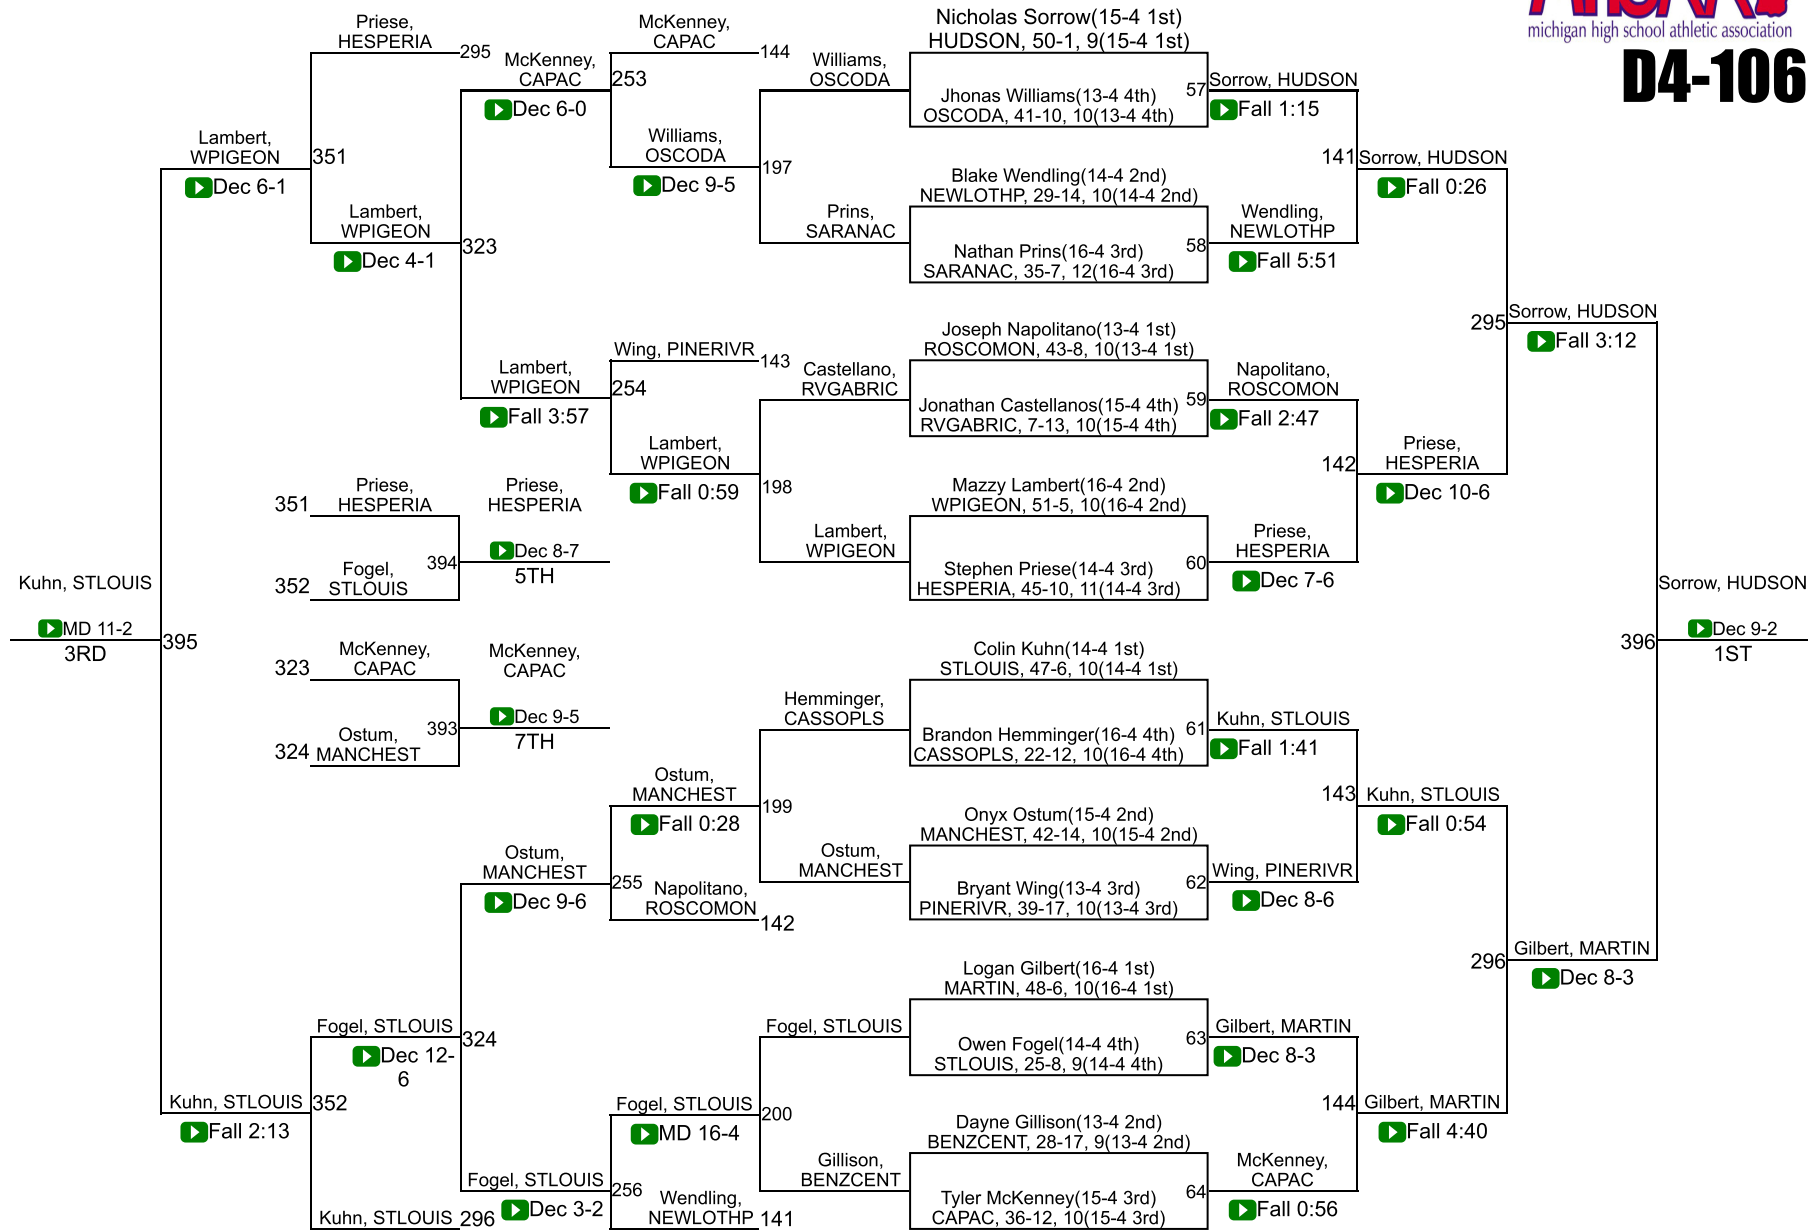 michigan high school athletic association
D4-106
Priese,
HESPERIA
295
Lambert,
WPIGEON
Dec 6-1
351
Lambert,
WPIGEON
Dec 4-1
McKenney,
CAPAC
Dec 6-0
323
Lambert,
WPIGEON
Fall 3:57
McKenney,
CAPAC
144
253
Williams,
OSCODA
Dec 9-5
Wing, PINERIVR
143
254
Lambert,
WPIGEON
Fall 0:59
Williams,
OSCODA
197
Prins,
SARANAC
Castellano,
RVGABRIC
198
Lambert,
WPIGEON
Nicholas Sorrow(15-4 1st)
HUDSON, 50-1, 9(15-4 1st)
57
Jhonas Williams(13-4 4th)
OSCODA, 41-10, 10(13-4 4th)
Blake Wendling(14-4 2nd)
NEWLOTHP, 29-14, 10(14-4 2nd)
58
Nathan Prins(16-4 3rd)
SARANAC, 35-7, 12(16-4 3rd)
Joseph Napolitano(13-4 1st)
ROSCOMON, 43-8, 10(13-4 1st)
59
Jonathan Castellanos(15-4 4th)
RVGABRIC, 7-13, 10(15-4 4th)
Mazzy Lambert(16-4 2nd)
WPIGEON, 51-5, 10(16-4 2nd)
60
Stephen Priese(14-4 3rd)
HESPERIA, 45-10, 11(14-4 3rd)
Sorrow, HUDSON
Fall 1:15
141
Wendling,
NEWLOTHP
Fall 5:51
Napolitano,
ROSCOMON
Fall 2:47
142
Priese,
HESPERIA
Dec 7-6
Sorrow, HUDSON
Fall 0:26
295
Priese,
HESPERIA
Dec 10-6
Sorrow, HUDSON
Fall 3:12
351
Priese,
HESPERIA
352
Fogel,
STLOUIS
394
Priese,
HESPERIA
Dec 8-7
5TH
Kuhn, STLOUIS
MD 11-2
3RD
395
323
McKenney,
CAPAC
324
Ostum,
MANCHEST
393
McKenney,
CAPAC
Dec 9-5
7TH
Sorrow, HUDSON
396
Dec 9-2
1ST
Ostum,
MANCHEST
Dec 9-6
Ostum,
MANCHEST
Fall 0:28
255
Napolitano,
ROSCOMON
142
Hemminger,
CASSOPLS
199
Ostum,
MANCHEST
Colin Kuhn(14-4 1st)
STLOUIS, 47-6, 10(14-4 1st)
61
Brandon Hemminger(16-4 4th)
CASSOPLS, 22-12, 10(16-4 4th)
Onyx Ostum(15-4 2nd)
MANCHEST, 42-14, 10(15-4 2nd)
62
Bryant Wing(13-4 3rd)
PINERIVR, 39-17, 10(13-4 3rd)
Kuhn, STLOUIS
Fall 1:41
143
Wing, PINERIVR
Dec 8-6
Kuhn, STLOUIS
Fall 0:54
296
Gilbert, MARTIN
Dec 8-3
Fogel, STLOUIS
Dec 12-
6
324
Kuhn, STLOUIS
Fall 2:13
352
Kuhn, STLOUIS
296
Fogel, STLOUIS
Dec 3-2
Fogel, STLOUIS
MD 16-4
256
Wendling,
NEWLOTHP
141
Fogel, STLOUIS
200
Gillison,
BENZCENT
Logan Gilbert(16-4 1st)
MARTIN, 48-6, 10(16-4 1st)
63
Owen Fogel(14-4 4th)
STLOUIS, 25-8, 9(14-4 4th)
Dayne Gillison(13-4 2nd)
BENZCENT, 28-17, 9(13-4 2nd)
64
Tyler McKenney(15-4 3rd)
CAPAC, 36-12, 10(15-4 3rd)
Gilbert, MARTIN
Dec 8-3
144
McKenney,
CAPAC
Fall 0:56
Gilbert, MARTIN
Fall 4:40